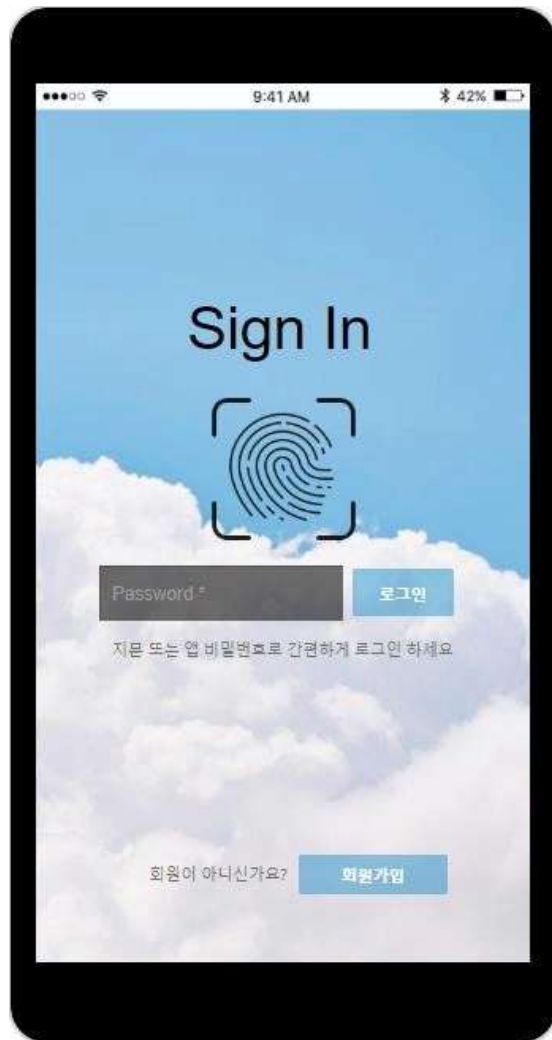 9:41 AM
42%
Sign In
Password *
로그인
지문 또는 앱 비밀번호로 간편하게 로그인 하세요
회원이 아니신가요?
회원가입